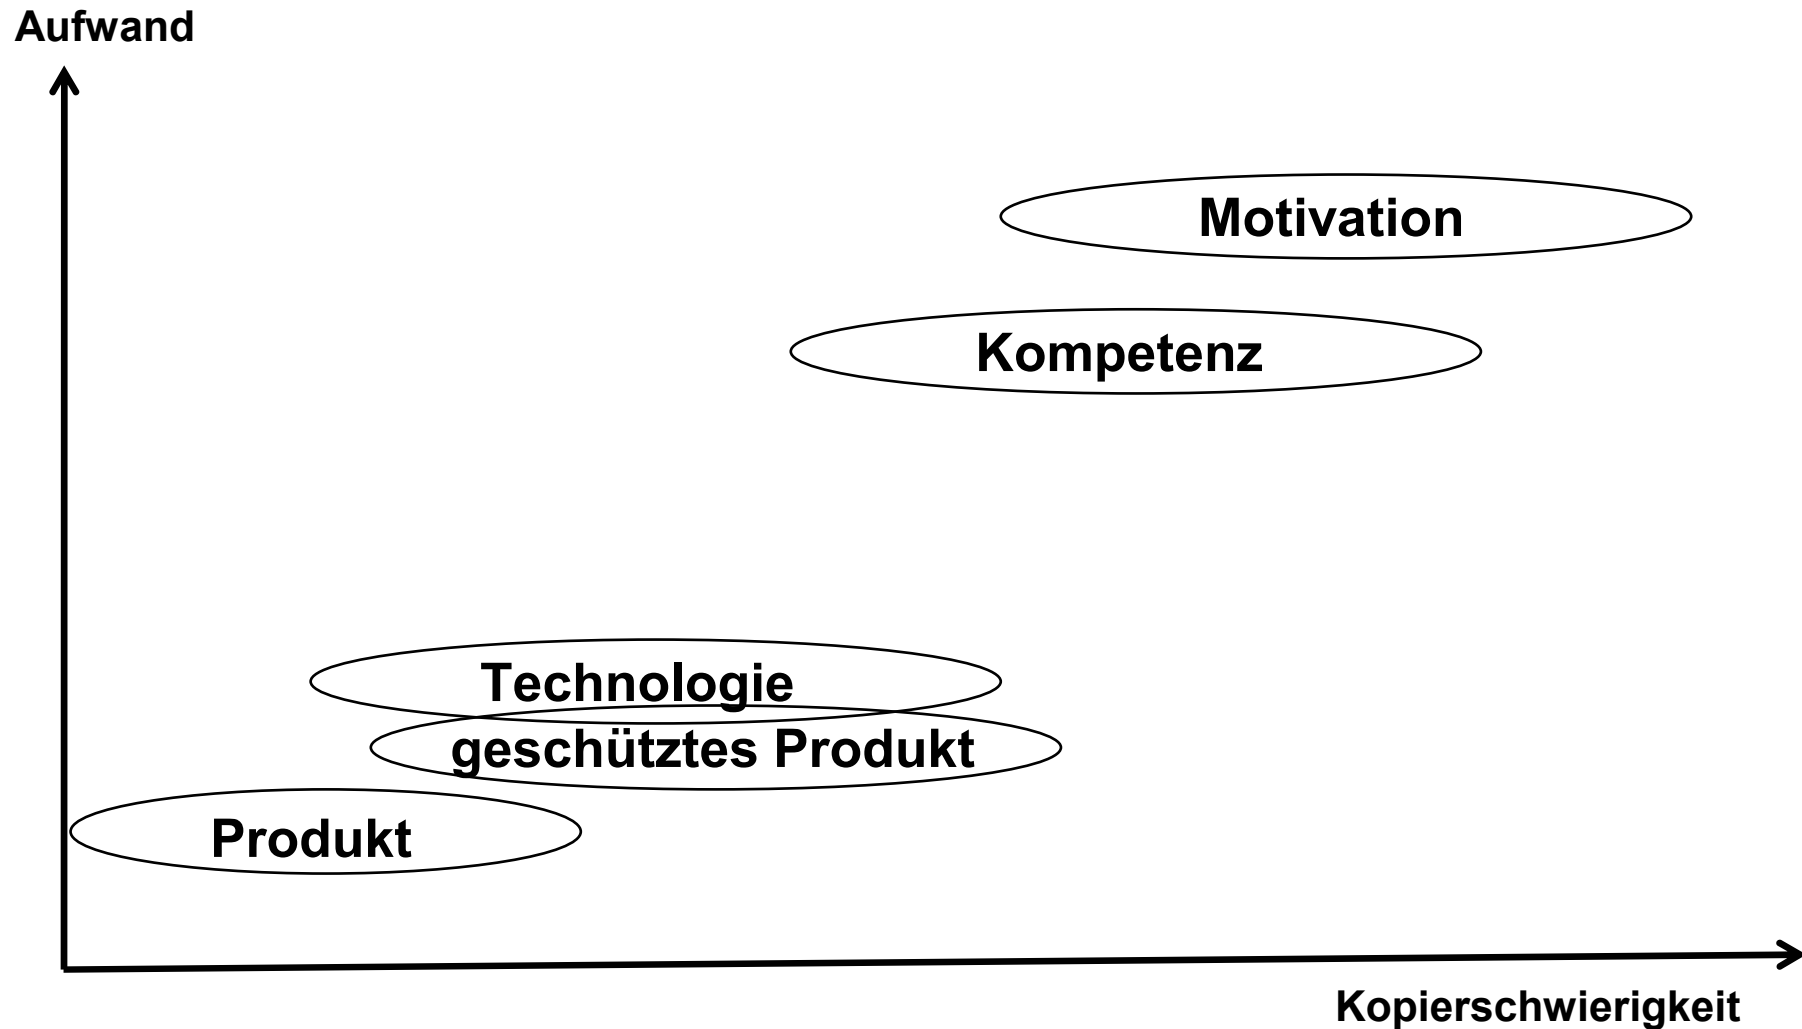 Aufwand
Motivation
Kompetenz
Technologie
geschütztes Produkt
Produkt
Kopierschwierigkeit